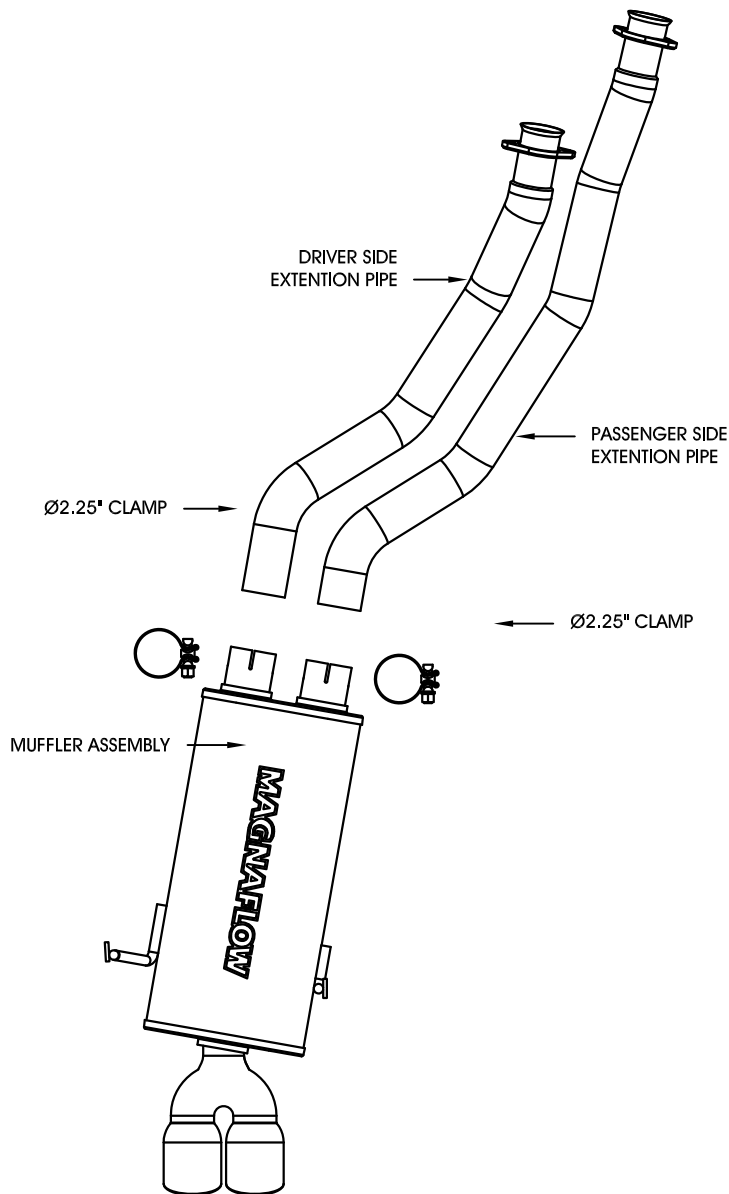 DRIVER SIDE
EXTENTION PIPE
PASSENGER SIDE
EXTENTION PIPE
Ø2.25" CLAMP
Ø2.25" CLAMP
MUFFLER ASSEMBLY
MAGNAFLOW